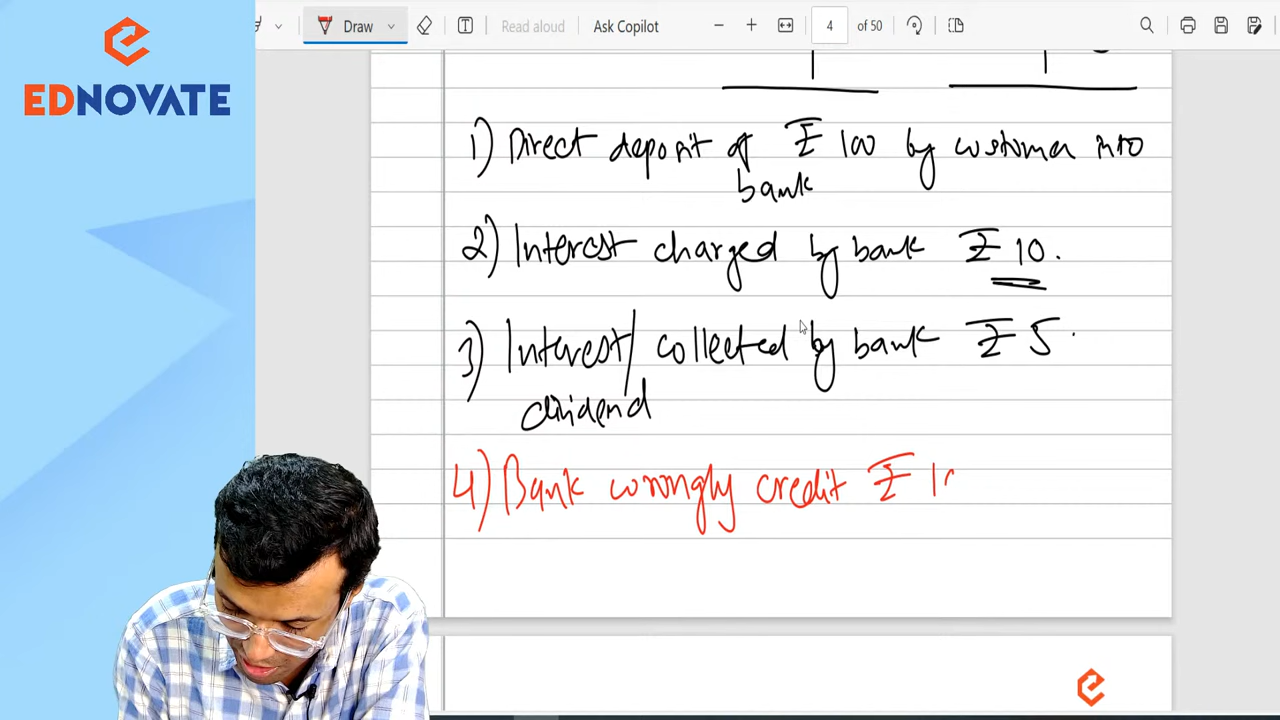 Draw
Read aloud
Ask Copilot
4 of 50
EDNOVATE
1) Direct deposit of ₹ 100 by customer into
bank
2) Interest charged by bank ₹ 10.
3) Interest/ collected by bank ₹ 5.
dividend
4) Bank wrongly credit ₹